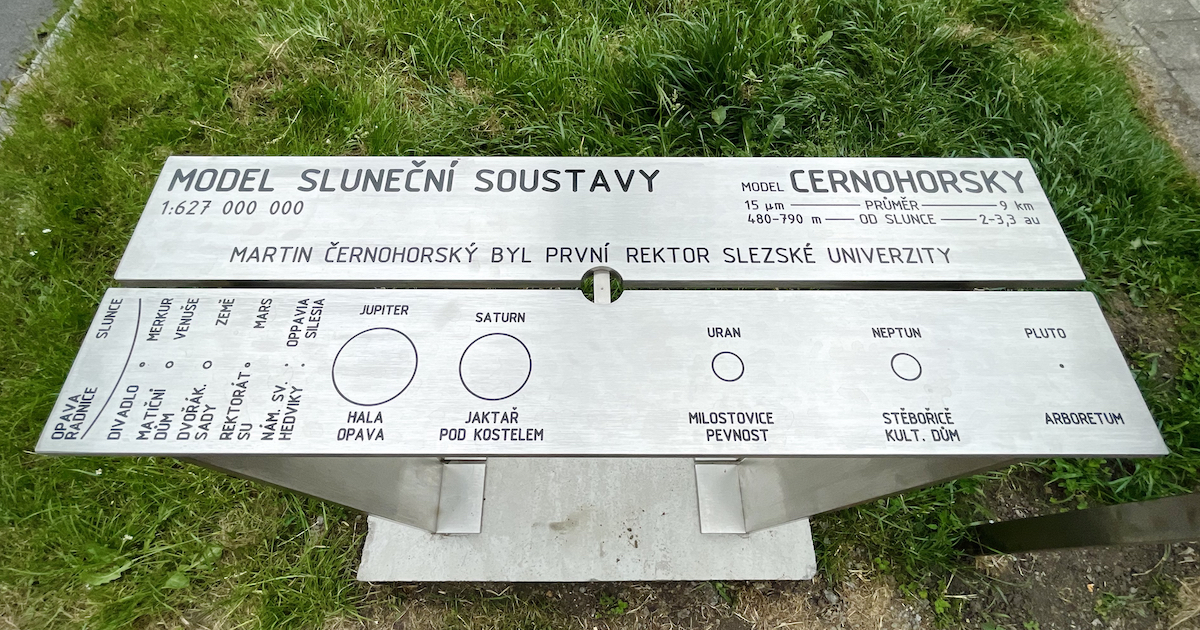 MODEL SLUNEČNÍ SOUSTAVY
1:627 000 000
MODEL CERNOHORSKY
15 μm PRŮMĚR 9 km
480-790 m OD SLUNCE 2-3,3 au
MARTIN ČERNOHORSKÝ BYL PRVNÍ REKTOR SLEZSKÉ UNIVERZITY
SLUNCE
MERKUR
VENUŠE
ZEMĚ
MARS
OPPAVIA
SILESIA
JUPITER
SATURN
URAN
NEPTUN
PLUTO
OPAVA
RADNICE
DIVADLO
MATIČNÍ
DŮM
DVOŘÁK.
SADY
REKTORÁT
SU
NÁM. SV.
HEDVIKY
HALA
OPAVA
JAKTAŘ
POD KOSTELEM
MILOSTOVICE
PEVNOST
STĚBOŘICE
KULT. DŮM
ARBORETUM